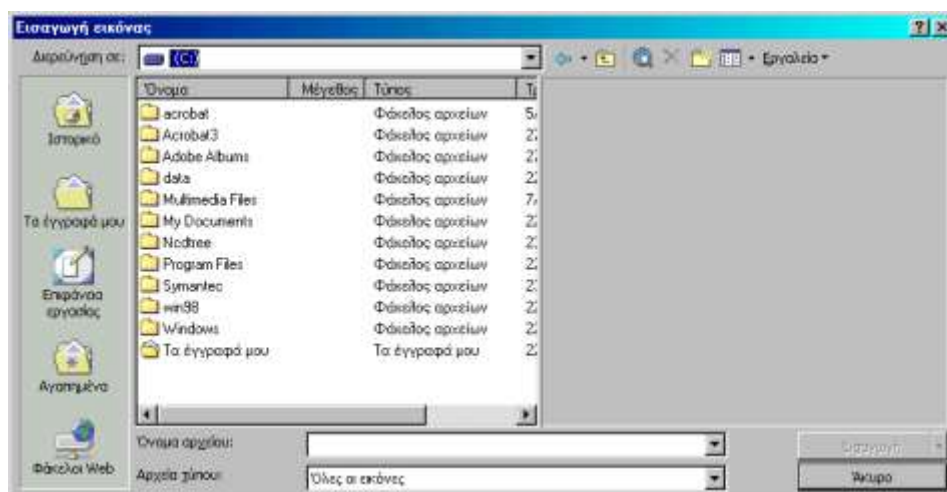 Εισαγωγή εικόνας
Διερεύνηση σε: (C:) Εργαλεία
Όνομα Μέγεθος Τύπος
acrobat Φάκελος αρχείων
Acrobat3 Φάκελος αρχείων
Adobe Albums Φάκελος αρχείων
data Φάκελος αρχείων
Multimedia Files Φάκελος αρχείων
My Documents Φάκελος αρχείων
Ncdtree Φάκελος αρχείων
Program Files Φάκελος αρχείων
Symantec Φάκελος αρχείων
win98 Φάκελος αρχείων
Windows Φάκελος αρχείων
Τα έγγραφά μου Τα έγγραφά μου
Ιστορικό
Τα έγγραφά μου
Επιφάνεια
εργασίας
Αγαπημένα
Φάκελοι Web
Όνομα αρχείου:
Εισαγωγή
Αρχεία τύπου: Όλες οι εικόνες
Άκυρο